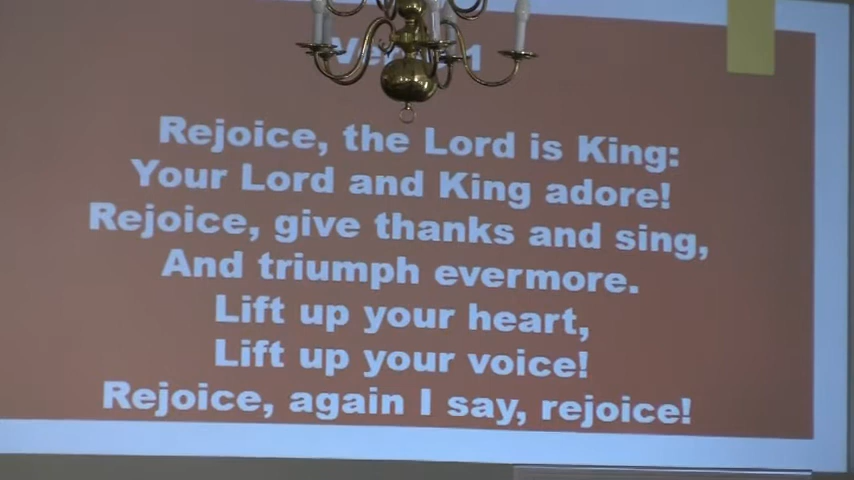 1
Rejoice, the Lord is King:
Your Lord and King adore!
Rejoice, give thanks and sing,
And triumph evermore.
Lift up your heart,
Lift up your voice!
Rejoice, again I say, rejoice!